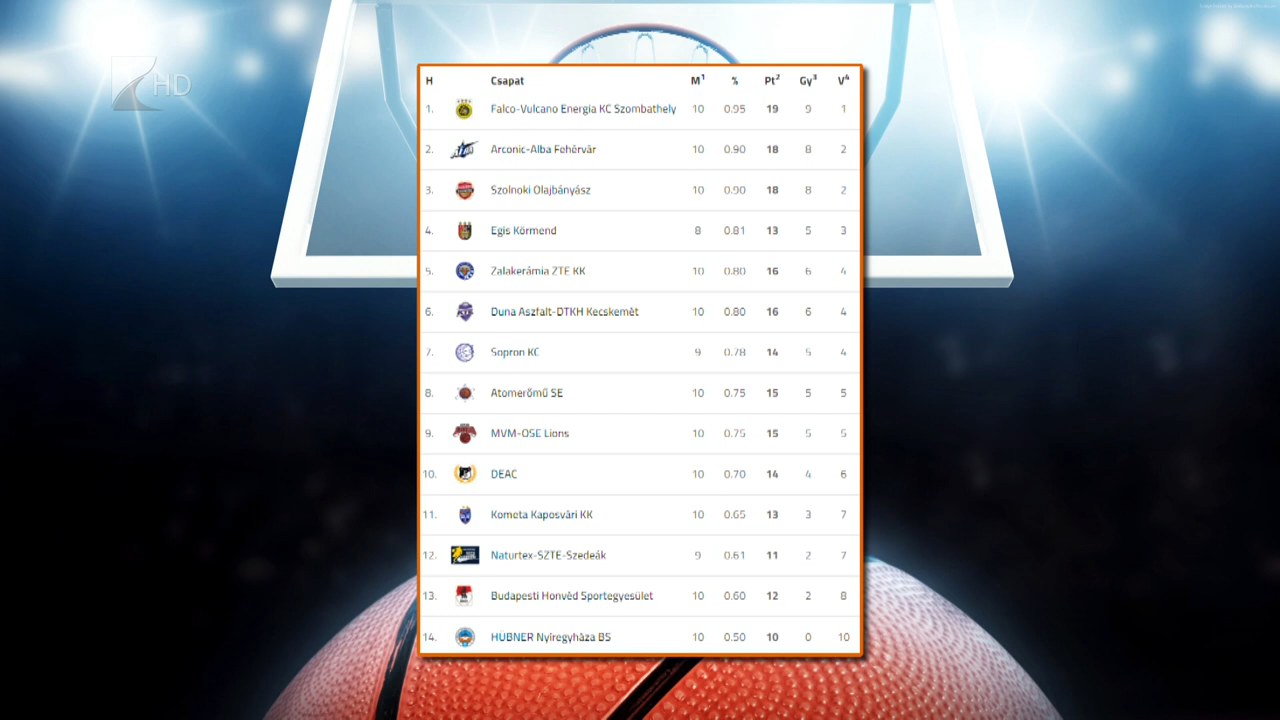 HD
H Csapat M1 % Pt2 Gy3 V4
1. Falco-Vulcano Energia KC Szombathely 10 0.95 19 9 1
2. Arconic-Alba Fehérvár 10 0.90 18 8 2
3. Szolnoki Olajbányász 10 0.90 18 8 2
4. Egis Körmend 8 0.81 13 5 3
5. Zalakerámia ZTE KK 10 0.80 16 6 4
6. Duna Aszfalt-DTKH Kecskemét 10 0.80 16 6 4
7. Sopron KC 9 0.78 14 5 4
8. Atomerőmű SE 10 0.75 15 5 5
9. MVM-OSE Lions 10 0.75 15 5 5
10. DEAC 10 0.70 14 4 6
11. Kometa Kaposvári KK 10 0.65 13 3 7
12. Naturtex-SZTE-Szedeák 9 0.61 11 2 7
13. Budapesti Honvéd Sportegyesület 10 0.60 12 2 8
14. HÜBNER Nyíregyháza BS 10 0.50 10 0 10